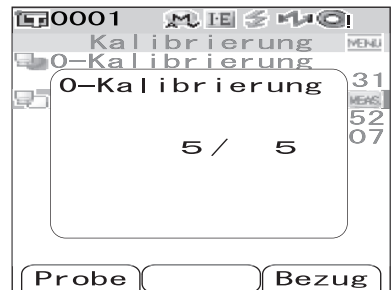 0001 M I·E
Kalibrierung MENU
0-Kalibrierung
0-Kalibrierung 31
MEAS
52
5/ 5 07
Probe Bezug